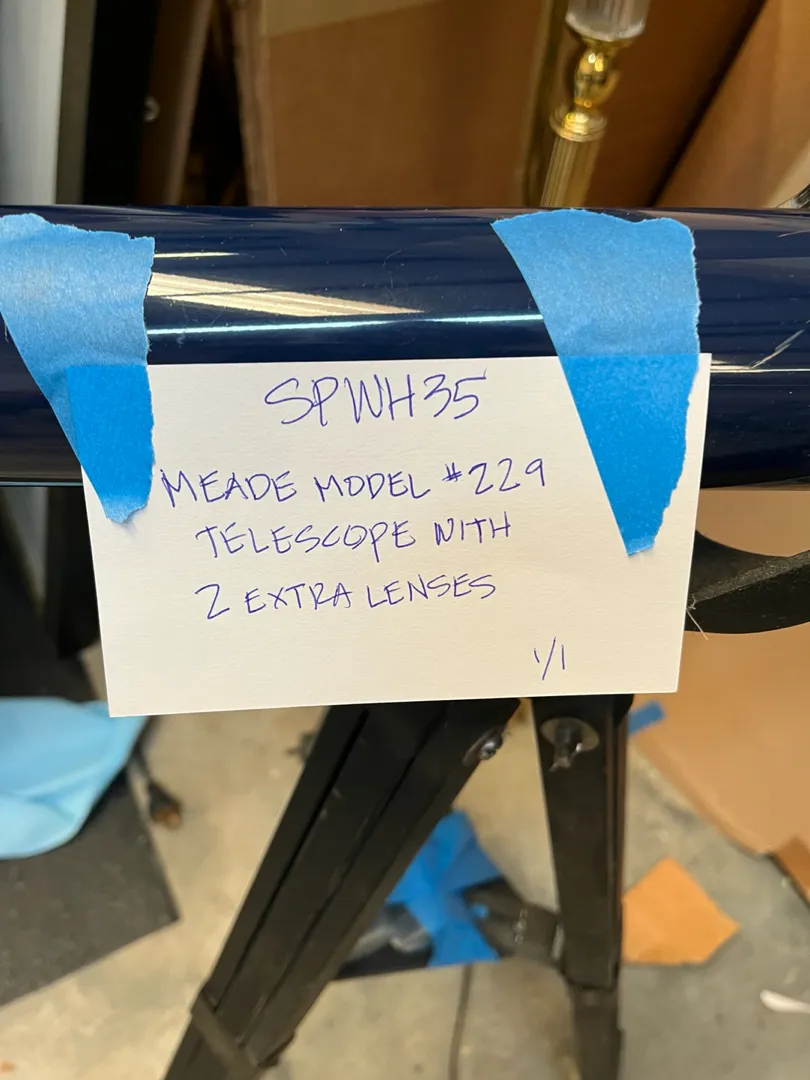 SPWH35
MEADE MODEL #229
TELESCOPE WITH
2 EXTRA LENSES
1/1